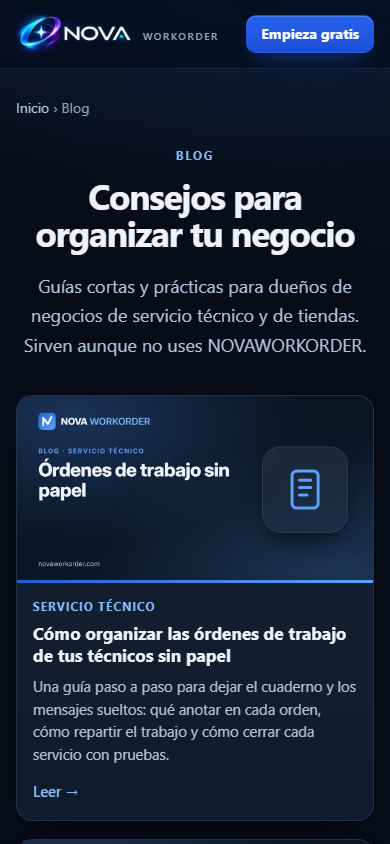 NOVA WORKORDER
Empieza gratis
Inicio › Blog
BLOG
Consejos para
organizar tu negocio
Guías cortas y prácticas para dueños de
negocios de servicio técnico y de tiendas.
Sirven aunque no uses NOVAWORKORDER.
NOVA WORKORDER
BLOG · SERVICIO TÉCNICO
Órdenes de trabajo sin
papel
novaworkorder.com
SERVICIO TÉCNICO
Cómo organizar las órdenes de trabajo
de tus técnicos sin papel
Una guía paso a paso para dejar el cuaderno y los
mensajes sueltos: qué anotar en cada orden,
cómo repartir el trabajo y cómo cerrar cada
servicio con pruebas.
Leer →